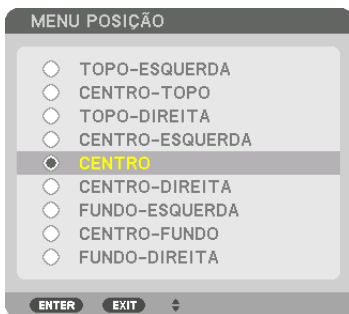 MENU POSIÇÃO
TOPO-ESQUERDA
CENTRO-TOPO
TOPO-DIREITA
CENTRO-ESQUERDA
CENTRO
CENTRO-DIREITA
FUNDO-ESQUERDA
CENTRO-FUNDO
FUNDO-DIREITA
ENTER EXIT